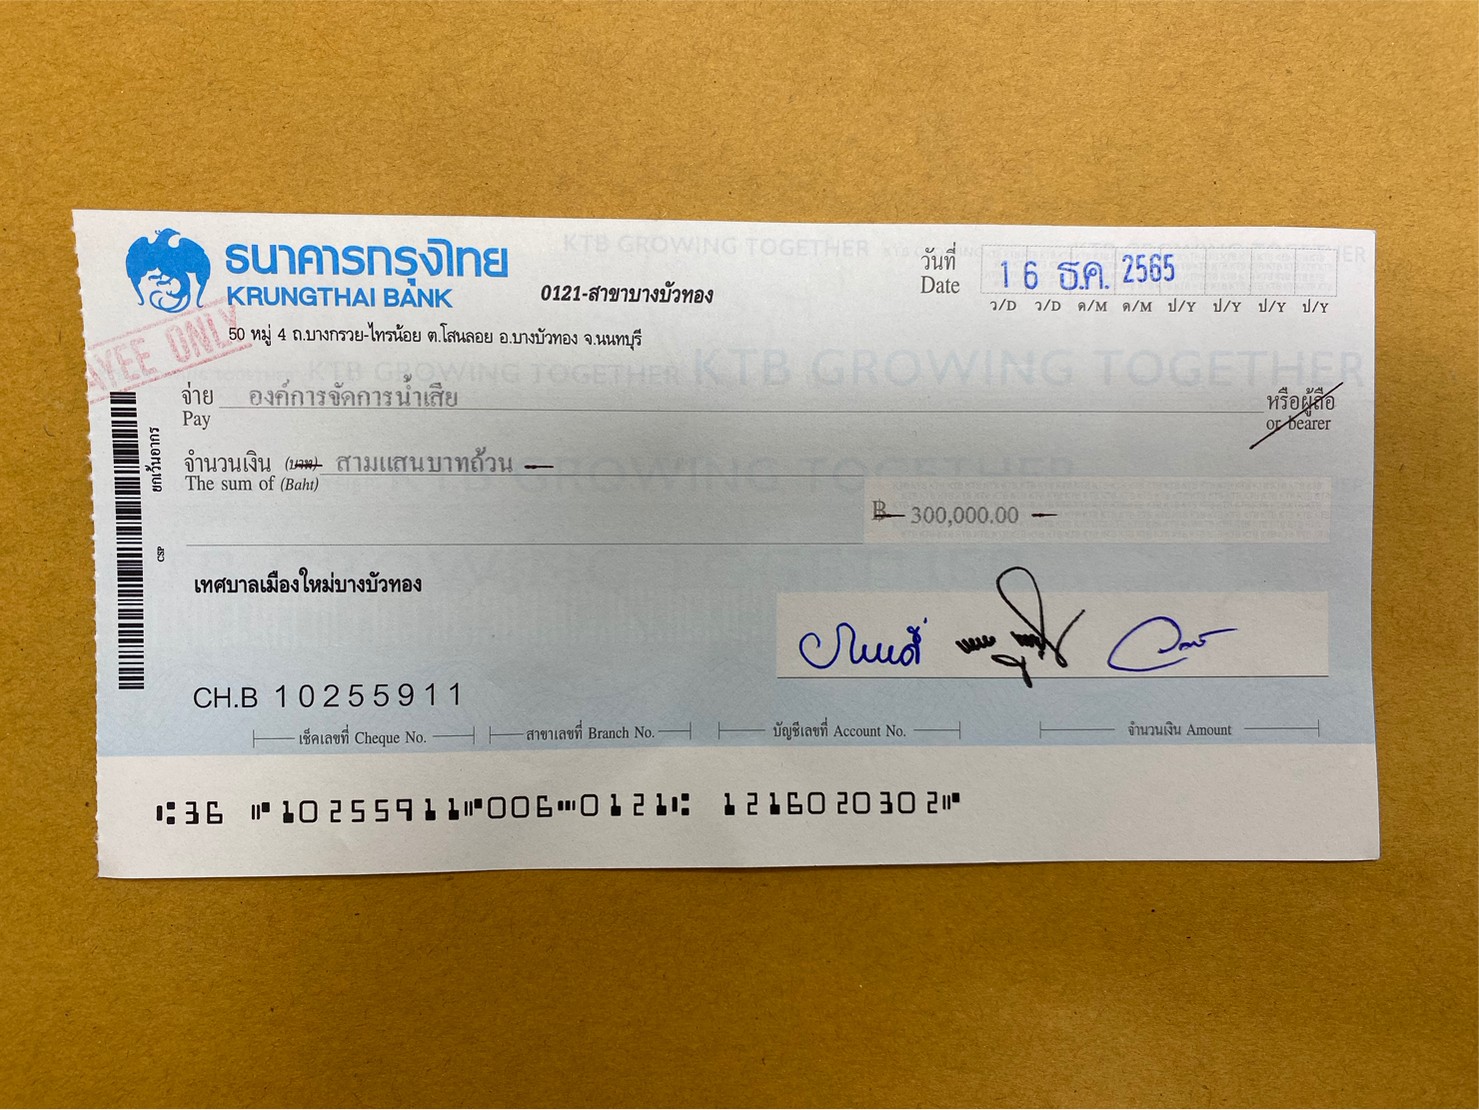 ธนาคารกรุงไทย
KRUNGTHAI BANK
0121-สาขาบางบัวทอง
50 หมู่ 4 ถ.บางกรวย-ไทรน้อย ต.โสนลอย อ.บางบัวทอง จ.นนทบุรี
วันที่ 16 ธ.ค. 2565
Date
ว/D ว/D ด/M ด/M ป/Y ป/Y ป/Y ป/Y
AYEE ONLY
KTB GROWING TOGETHER
KTB GROWING TOGETHER
KTB GROWING TOGETHER
จ่าย องค์การจัดการน้ำเสีย หรือผู้ถือ
Pay or bearer
จำนวนเงิน (บาท) สามแสนบาทถ้วน
The sum of (Baht)
KTB GROWING TOGETHER
฿ 300,000.00
ยกเว้นอากร
CSP
เทศบาลเมืองใหม่บางบัวทอง
CH.B 10255911
เช็คเลขที่ Cheque No. สาขาเลขที่ Branch No. บัญชีเลขที่ Account No. จำนวนเงิน Amount
⑆36 ⑈10255911⑈006⑉0121⑆ 1216020302⑈